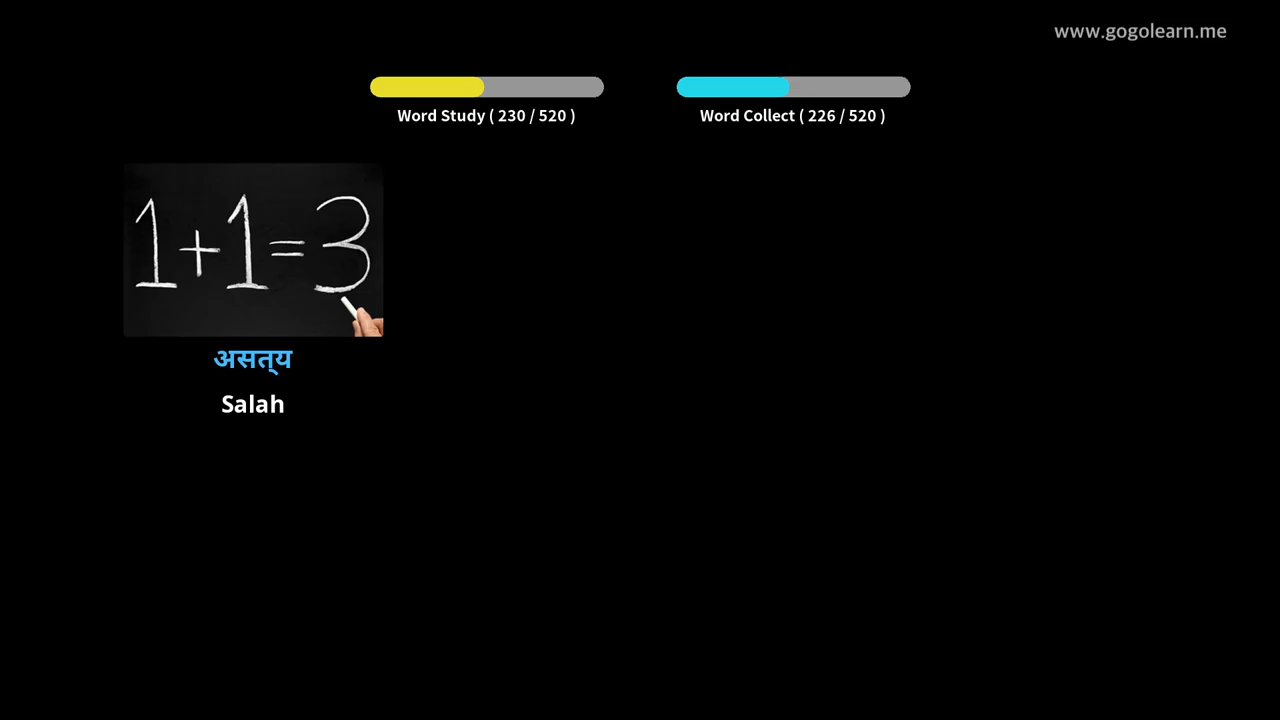 www.gogolearn.me
Word Study ( 230 / 520 )
Word Collect ( 226 / 520 )
1+1=3
असत्य
Salah